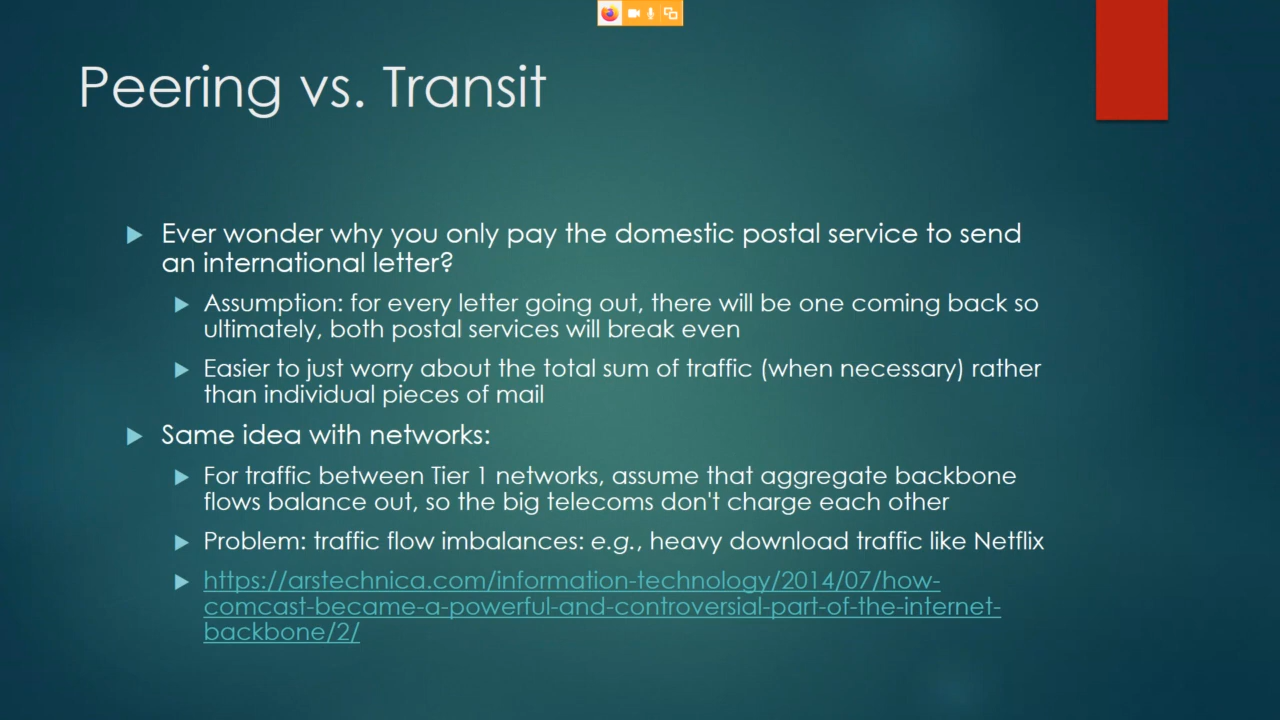 Peering vs. Transit
Ever wonder why you only pay the domestic postal service to send
an international letter?
Assumption: for every letter going out, there will be one coming back so
ultimately, both postal services will break even
Easier to just worry about the total sum of traffic (when necessary) rather
than individual pieces of mail
Same idea with networks:
For traffic between Tier 1 networks, assume that aggregate backbone
flows balance out, so the big telecoms don't charge each other
Problem: traffic flow imbalances: e.g., heavy download traffic like Netflix
https://arstechnica.com/information-technology/2014/07/how-
comcast-became-a-powerful-and-controversial-part-of-the-internet-
backbone/2/